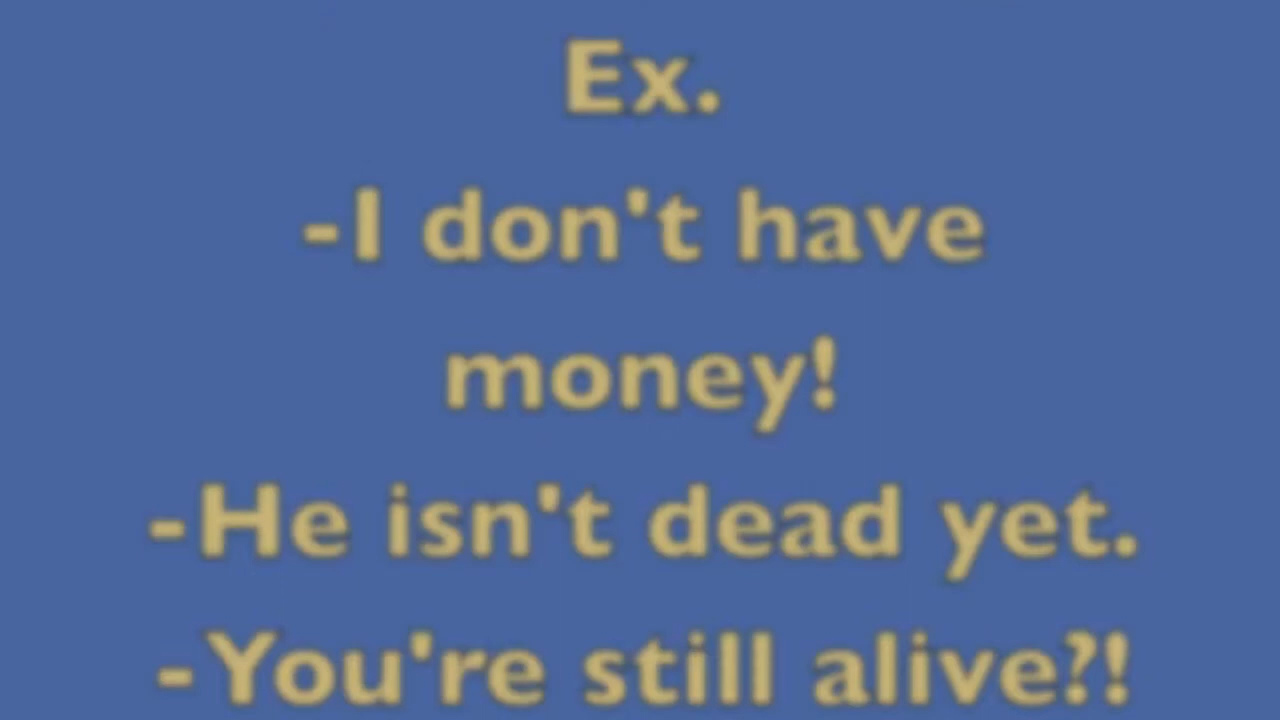 Ex.
-I don't have
money!
-He isn't dead yet.
-You're still alive?!